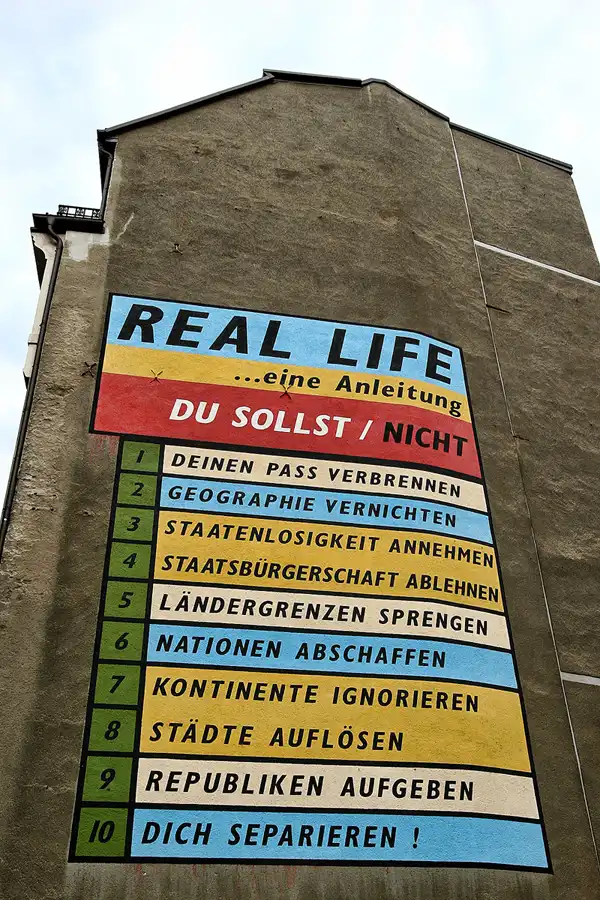 REAL LIFE
...eine Anleitung
DU SOLLST / NICHT
1 DEINEN PASS VERBRENNEN
2 GEOGRAPHIE VERNICHTEN
3 STAATENLOSIGKEIT ANNEHMEN
4 STAATSBÜRGERSCHAFT ABLEHNEN
5 LÄNDERGRENZEN SPRENGEN
6 NATIONEN ABSCHAFFEN
7 KONTINENTE IGNORIEREN
8 STÄDTE AUFLÖSEN
9 REPUBLIKEN AUFGEBEN
10 DICH SEPARIEREN !